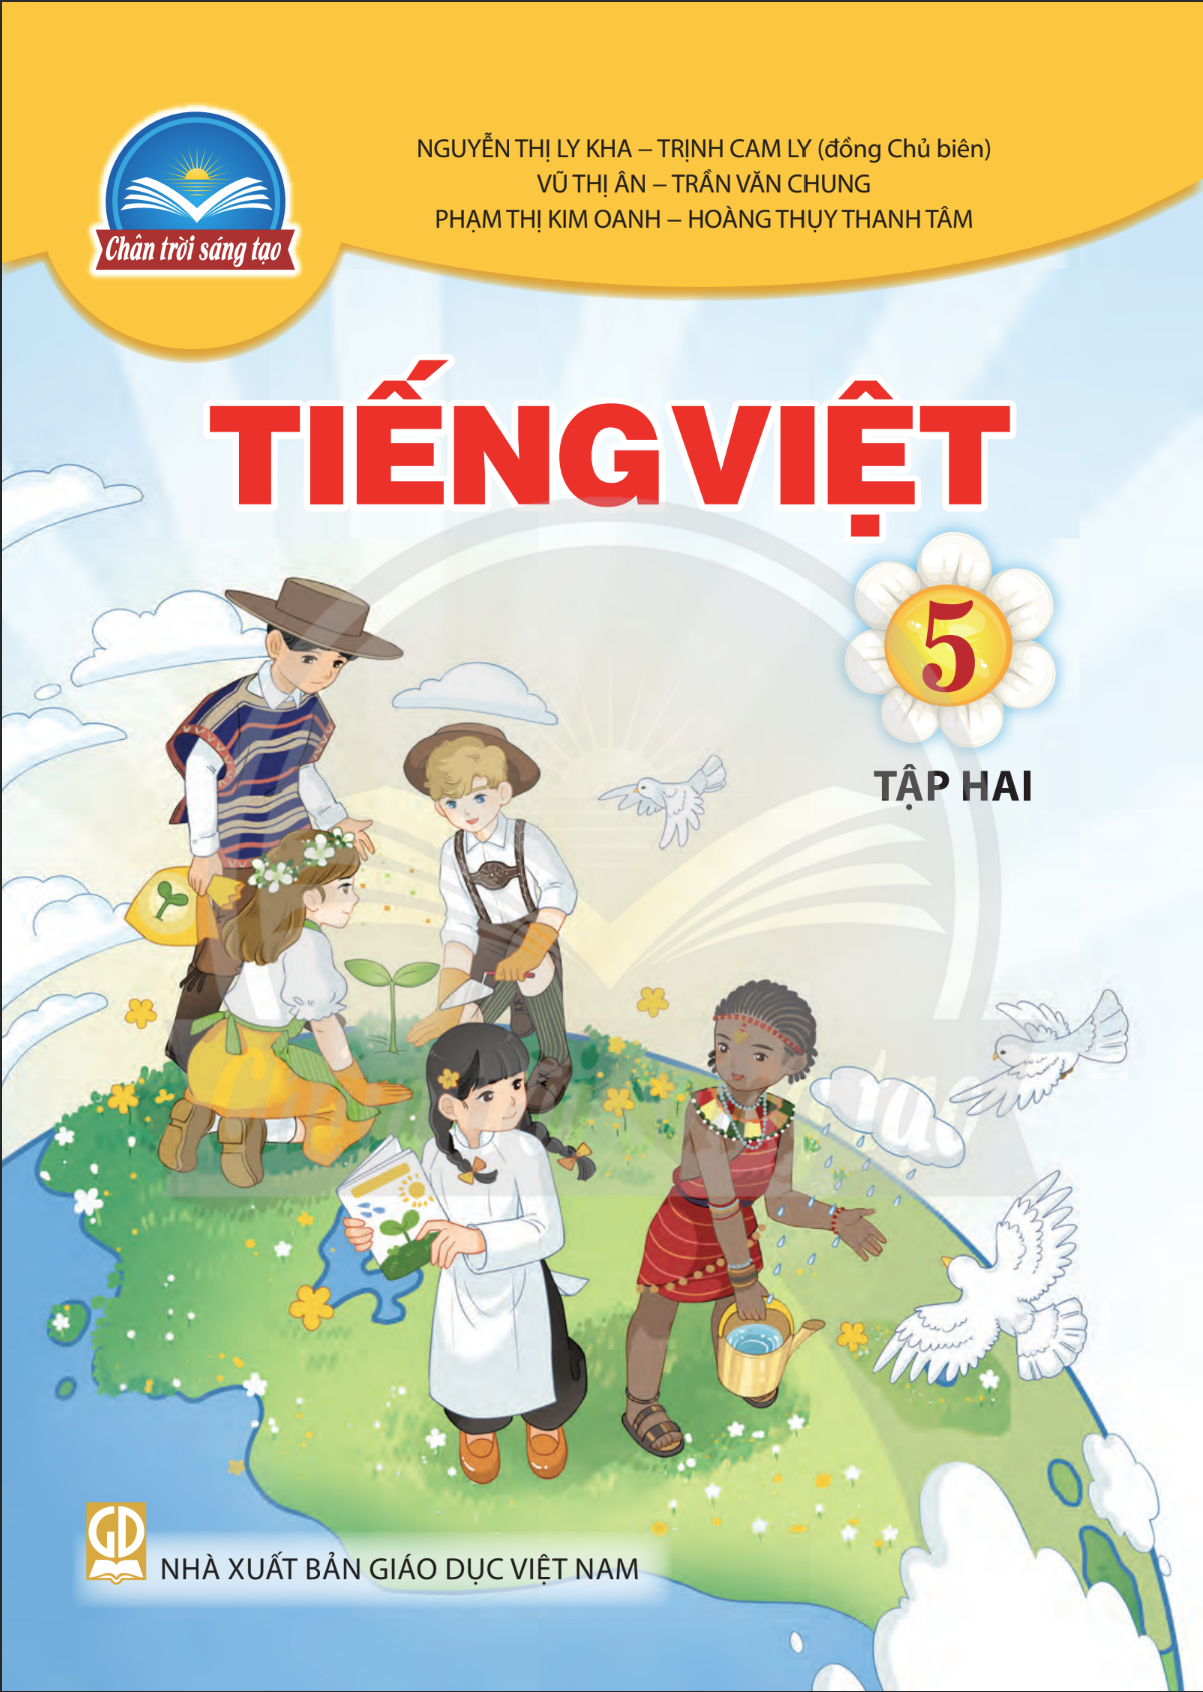 NGUYỄN THỊ LY KHA – TRỊNH CAM LY (đồng Chủ biên)
VŨ THỊ ÂN – TRẦN VĂN CHUNG
PHẠM THỊ KIM OANH – HOÀNG THỤY THANH TÂM
Chân trời sáng tạo
TIẾNG VIỆT
5
TẬP HAI
GD
NHÀ XUẤT BẢN GIÁO DỤC VIỆT NAM